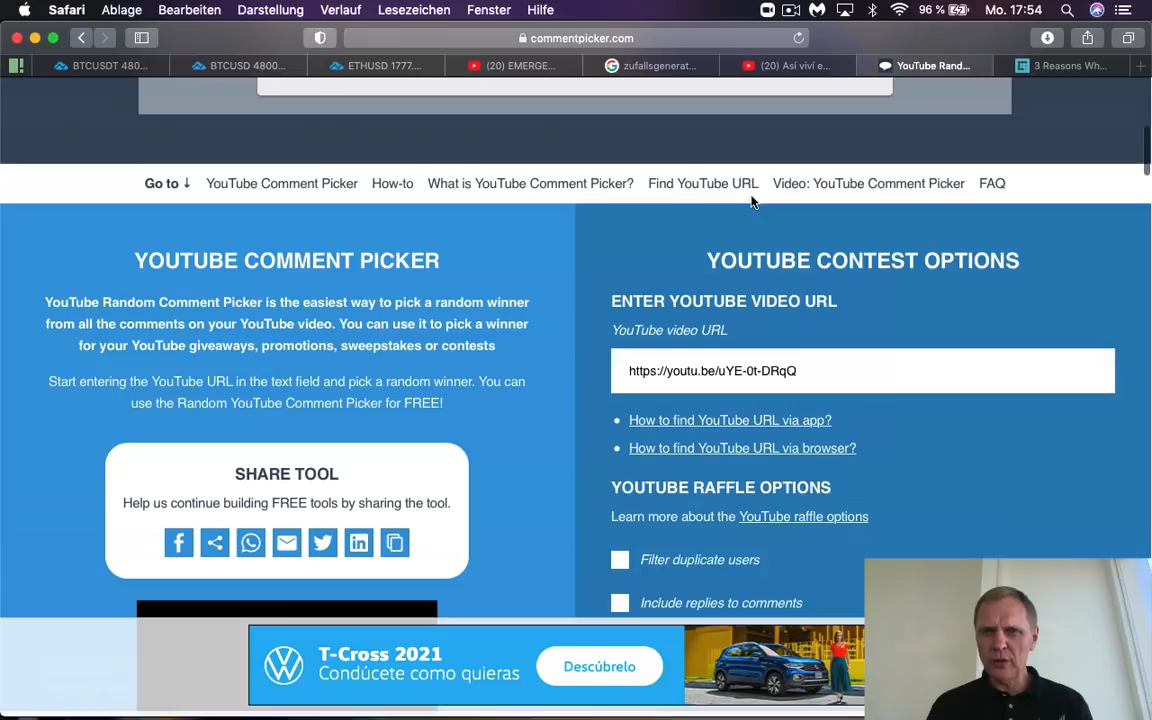 Safari Ablage Bearbeiten Darstellung Verlauf Lesezeichen Fenster Hilfe 96 % Mo. 17:54
commentpicker.com
BTCUSDT 480... BTCUSD 4800... ETHUSD 1777.... (20) EMERGE... zufallsgenerat... (20) Así viví e... YouTube Rand... 3 Reasons Wh...
Go to ↓ YouTube Comment Picker How-to What is YouTube Comment Picker? Find YouTube URL Video: YouTube Comment Picker FAQ
YOUTUBE COMMENT PICKER
YouTube Random Comment Picker is the easiest way to pick a random winner
from all the comments on your YouTube video. You can use it to pick a winner
for your YouTube giveaways, promotions, sweepstakes or contests
Start entering the YouTube URL in the text field and pick a random winner. You can
use the Random YouTube Comment Picker for FREE!
SHARE TOOL
Help us continue building FREE tools by sharing the tool.
YOUTUBE CONTEST OPTIONS
ENTER YOUTUBE VIDEO URL
YouTube video URL
https://youtu.be/uYE-0t-DRqQ
• How to find YouTube URL via app?
• How to find YouTube URL via browser?
YOUTUBE RAFFLE OPTIONS
Learn more about the YouTube raffle options
Filter duplicate users
Include replies to comments
T-Cross 2021
Condúcete como quieras
Descúbrelo